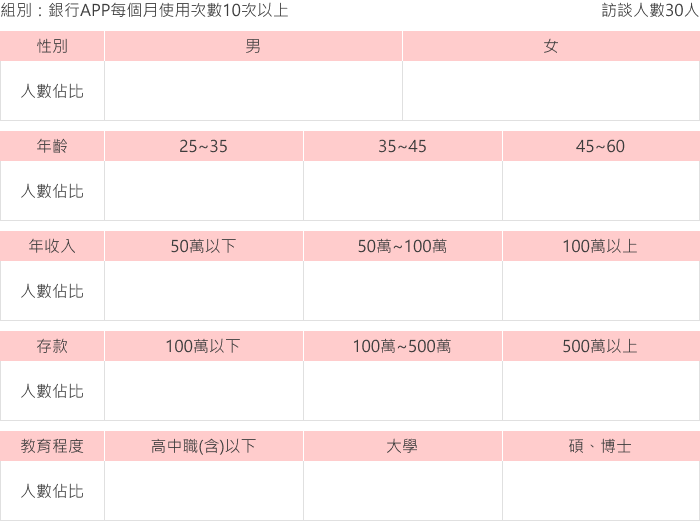 組別：銀行APP每個月使用次數10次以上 訪談人數30人
性別 男 女
人數佔比
年齡 25~35 35~45 45~60
人數佔比
年收入 50萬以下 50萬~100萬 100萬以上
人數佔比
存款 100萬以下 100萬~500萬 500萬以上
人數佔比
教育程度 高中職(含)以下 大學 碩、博士
人數佔比